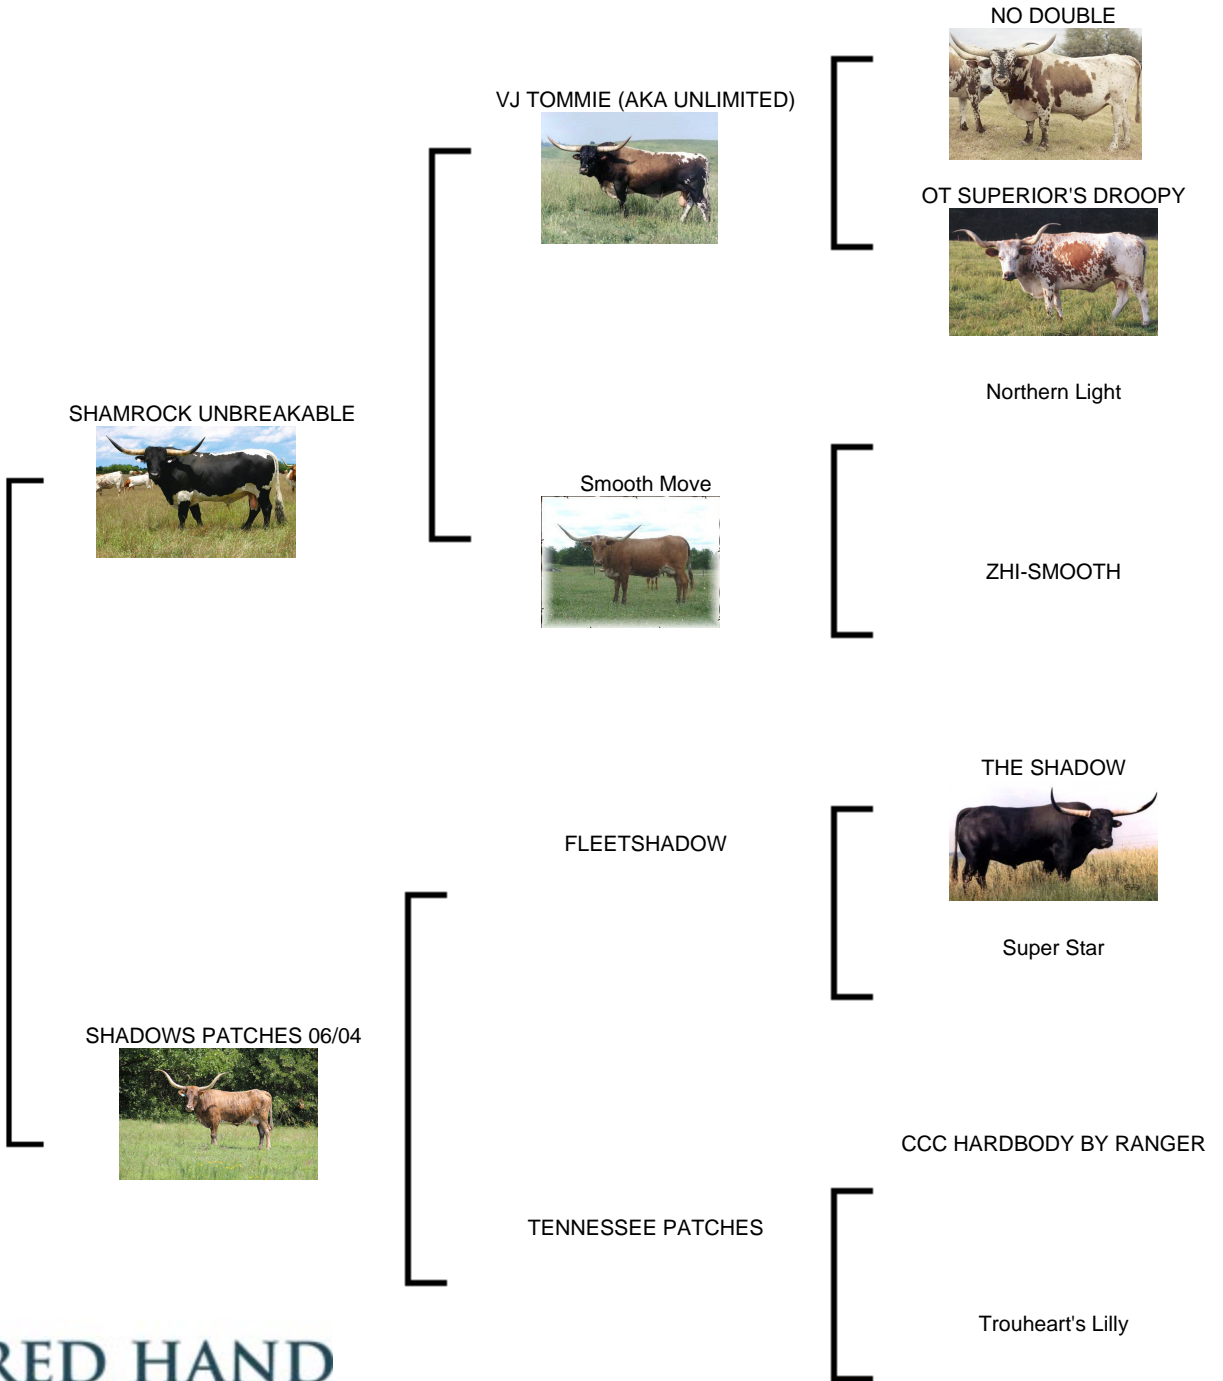 NO DOUBLE
VJ TOMMIE (AKA UNLIMITED)
OT SUPERIOR'S DROOPY
Northern Light
SHAMROCK UNBREAKABLE
Smooth Move
ZHI-SMOOTH
THE SHADOW
FLEETSHADOW
Super Star
SHADOWS PATCHES 06/04
CCC HARDBODY BY RANGER
TENNESSEE PATCHES
Trouheart's Lilly
RED HAND